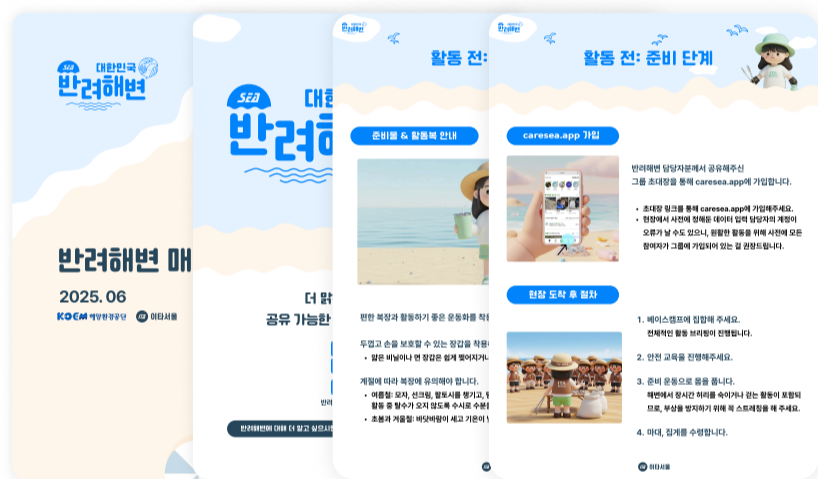 SEA
대한민국
반려해변
반려해변 매
2025. 06
KOEM 해양환경공단
이타서울
SEA
대한
반려해
더 맑
공유 가능한
반려
반려해변에 대해 더 알고 싶으시
대한민국
반려해변
활동 전:
준비물 & 활동복 안내
편한 복장과 활동하기 좋은 운동화를 착용
두껍고 손을 보호할 수 있는 장갑을 착용
• 얇은 비닐이나 면 장갑은 쉽게 찢어지거나
계절에 따라 복장에 유의해야 합니다.
• 여름철: 모자, 선크림, 팔토시를 챙기고,
활동 중 탈수가 오지 않도록 수시로 수분을
• 초봄과 겨울철: 바닷바람이 세고 기온이
대한민국
반려해변
활동 전: 준비 단계
caresea.app 가입
반려해변 담당자분께서 공유해주신
그룹 초대장을 통해 caresea.app에 가입합니다.
• 초대장 링크를 통해 caresea.app에 가입해주세요.
• 현장에서 사전에 정해둔 데이터 입력 담당자의 계정이
오류가 날 수도 있으니, 원활한 활동을 위해 사전에 모든
참여자가 그룹에 가입되어 있는 걸 권장드립니다.
현장 도착 후 절차
1. 베이스캠프에 집합해 주세요.
전체적인 활동 브리핑이 진행됩니다.
2. 안전 교육을 진행해주세요.
3. 준비 운동으로 몸을 풉니다.
해변에서 장시간 허리를 숙이거나 걷는 활동이 포함되
므로, 부상을 방지하기 위해 꼭 스트레칭을 해 주세요.
4. 마대, 집게를 수령합니다.
이타서울